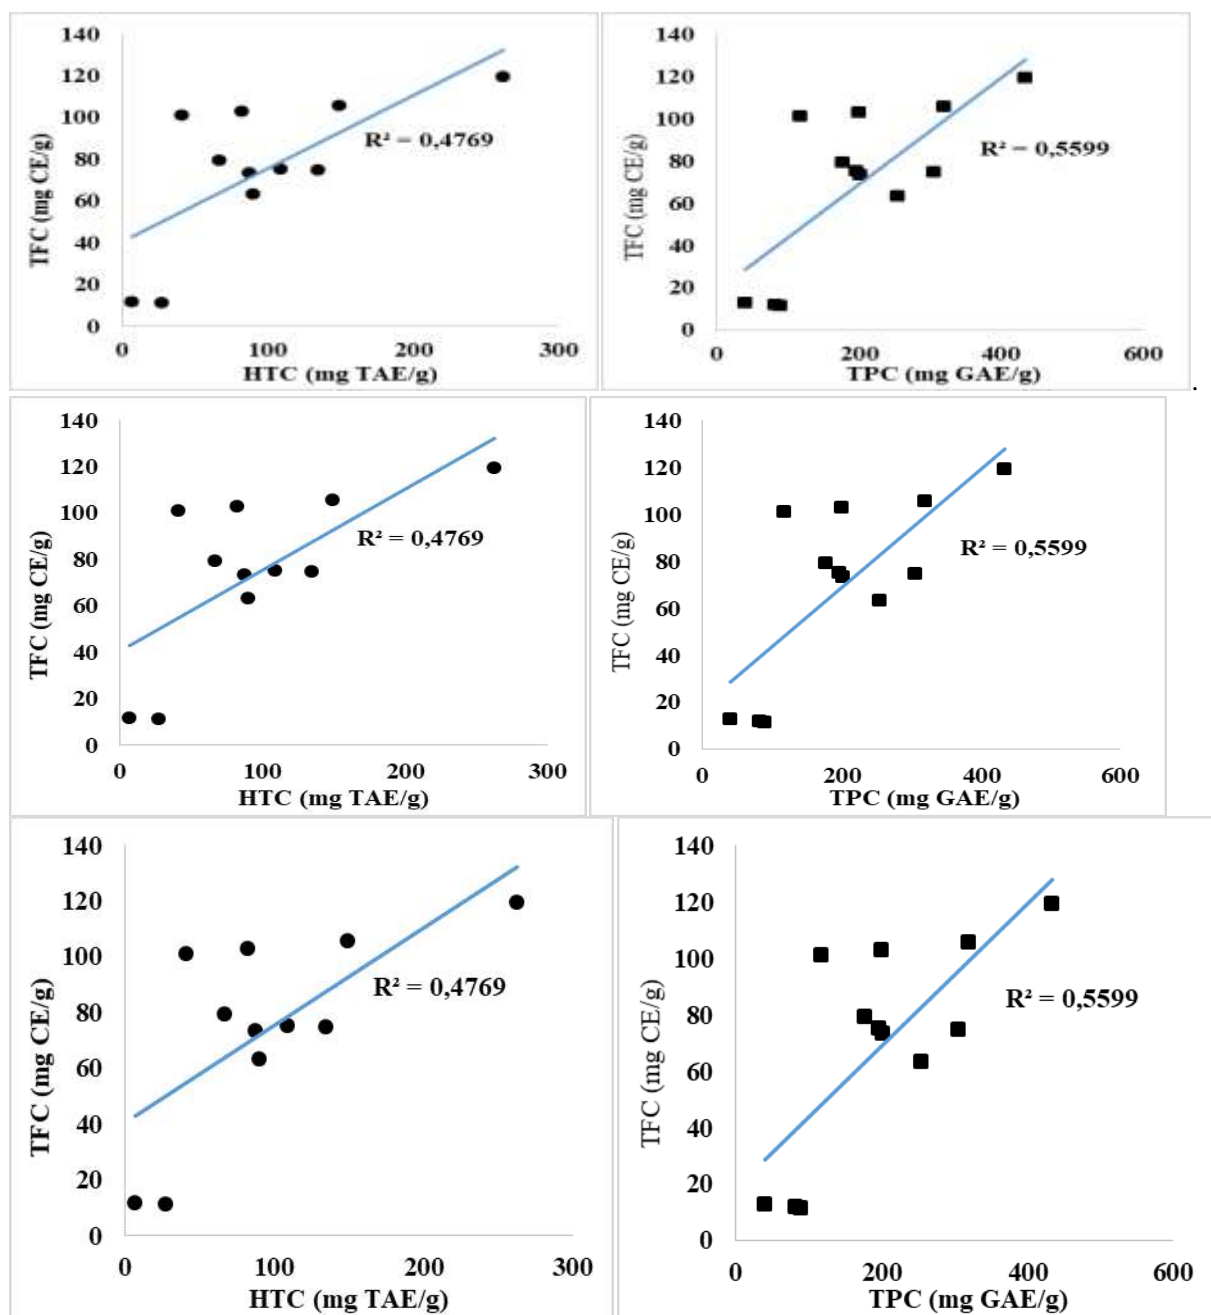 140
120
100
80
60
40
20
0
TFC (mg CE/g)
R² = 0,4769
0 100 200 300
HTC (mg TAE/g)
140
120
100
80
60
40
20
0
TFC (mg CE/g)
R² = 0,5599
0 200 400 600
TPC (mg GAE/g)
.
140
120
100
80
60
40
20
0
TFC (mg CE/g)
R² = 0,4769
0 100 200 300
HTC (mg TAE/g)
140
120
100
80
60
40
20
0
TFC (mg CE/g)
R² = 0,5599
0 200 400 600
TPC (mg GAE/g)
140
120
100
80
60
40
20
0
TFC (mg CE/g)
R² = 0,4769
0 100 200 300
HTC (mg TAE/g)
140
120
100
80
60
40
20
0
TFC (mg CE/g)
R² = 0,5599
0 200 400 600
TPC (mg GAE/g)